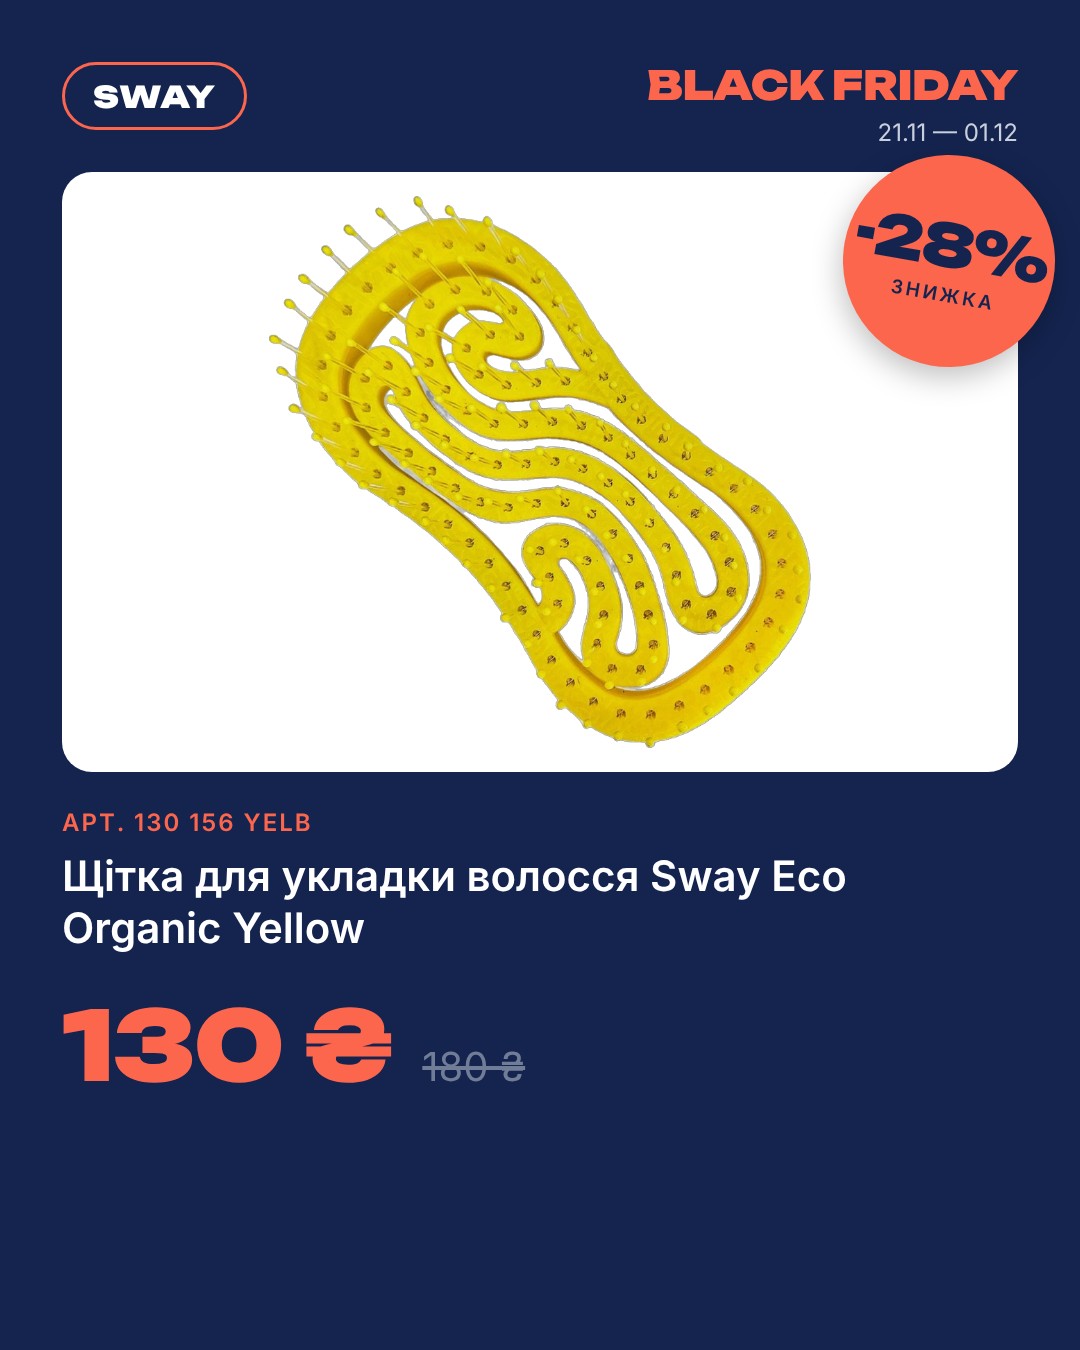 SWAY
BLACK FRIDAY
21.11 — 01.12
-28%
ЗНИЖКА
АРТ. 130 156 YELB
Щітка для укладки волосся Sway Eco
Organic Yellow
130 ₴
180 ₴